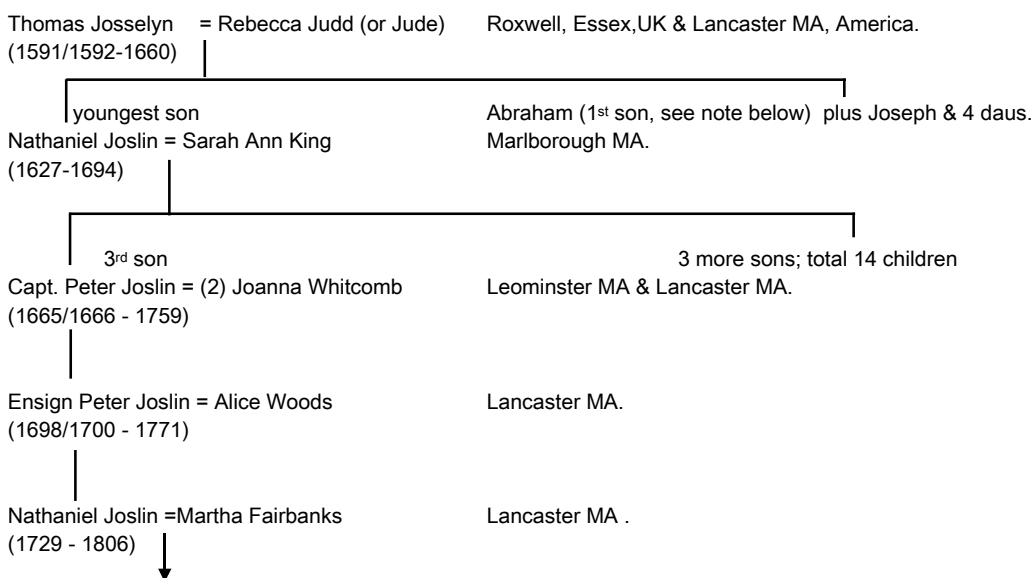 Thomas Josselyn = Rebecca Judd (or Jude) Roxwell, Essex,UK & Lancaster MA, America.
(1591/1592-1660)
youngest son Abraham (1st son, see note below) plus Joseph & 4 daus.
Nathaniel Joslin = Sarah Ann King Marlborough MA.
(1627-1694)
3rd son 3 more sons; total 14 children
Capt. Peter Joslin = (2) Joanna Whitcomb Leominster MA & Lancaster MA.
(1665/1666 - 1759)
Ensign Peter Joslin = Alice Woods Lancaster MA.
(1698/1700 - 1771)
Nathaniel Joslin =Martha Fairbanks Lancaster MA .
(1729 - 1806)